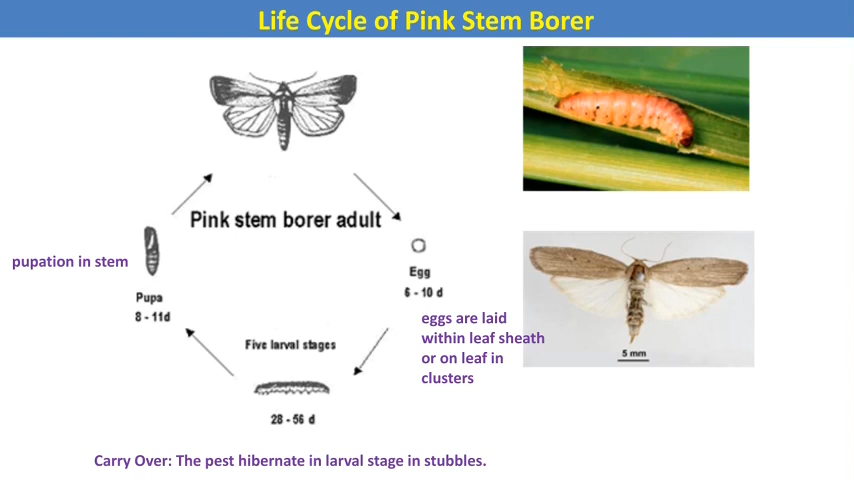 Life Cycle of Pink Stem Borer
Pink stem borer adult
pupation in stem
Egg
6 - 10 d
Pupa
8 - 11d
eggs are laid
within leaf sheath
or on leaf in
clusters
Five larval stages
5 mm
28 - 56 d
Carry Over: The pest hibernate in larval stage in stubbles.